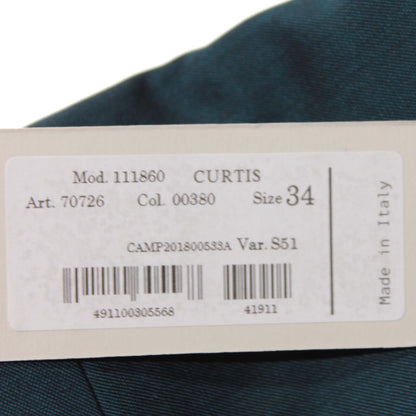 Mod. 111860 CURTIS
Art. 70726 Col. 00380 Size 34
CAMP201800533A Var. S51
491100305568 41911
Made in Italy